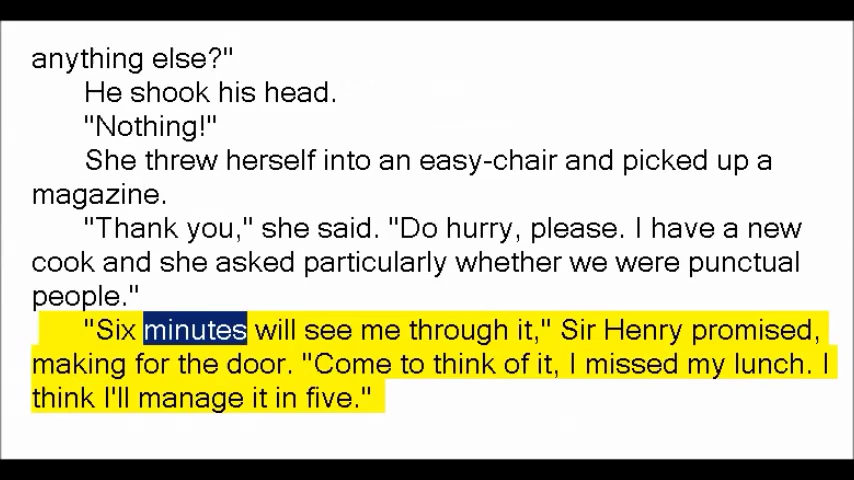 anything else?"
He shook his head.
"Nothing!"
She threw herself into an easy-chair and picked up a
magazine.
"Thank you," she said. "Do hurry, please. I have a new
cook and she asked particularly whether we were punctual
people."
"Six minutes will see me through it," Sir Henry promised,
making for the door. "Come to think of it, I missed my lunch. I
think I'll manage it in five."